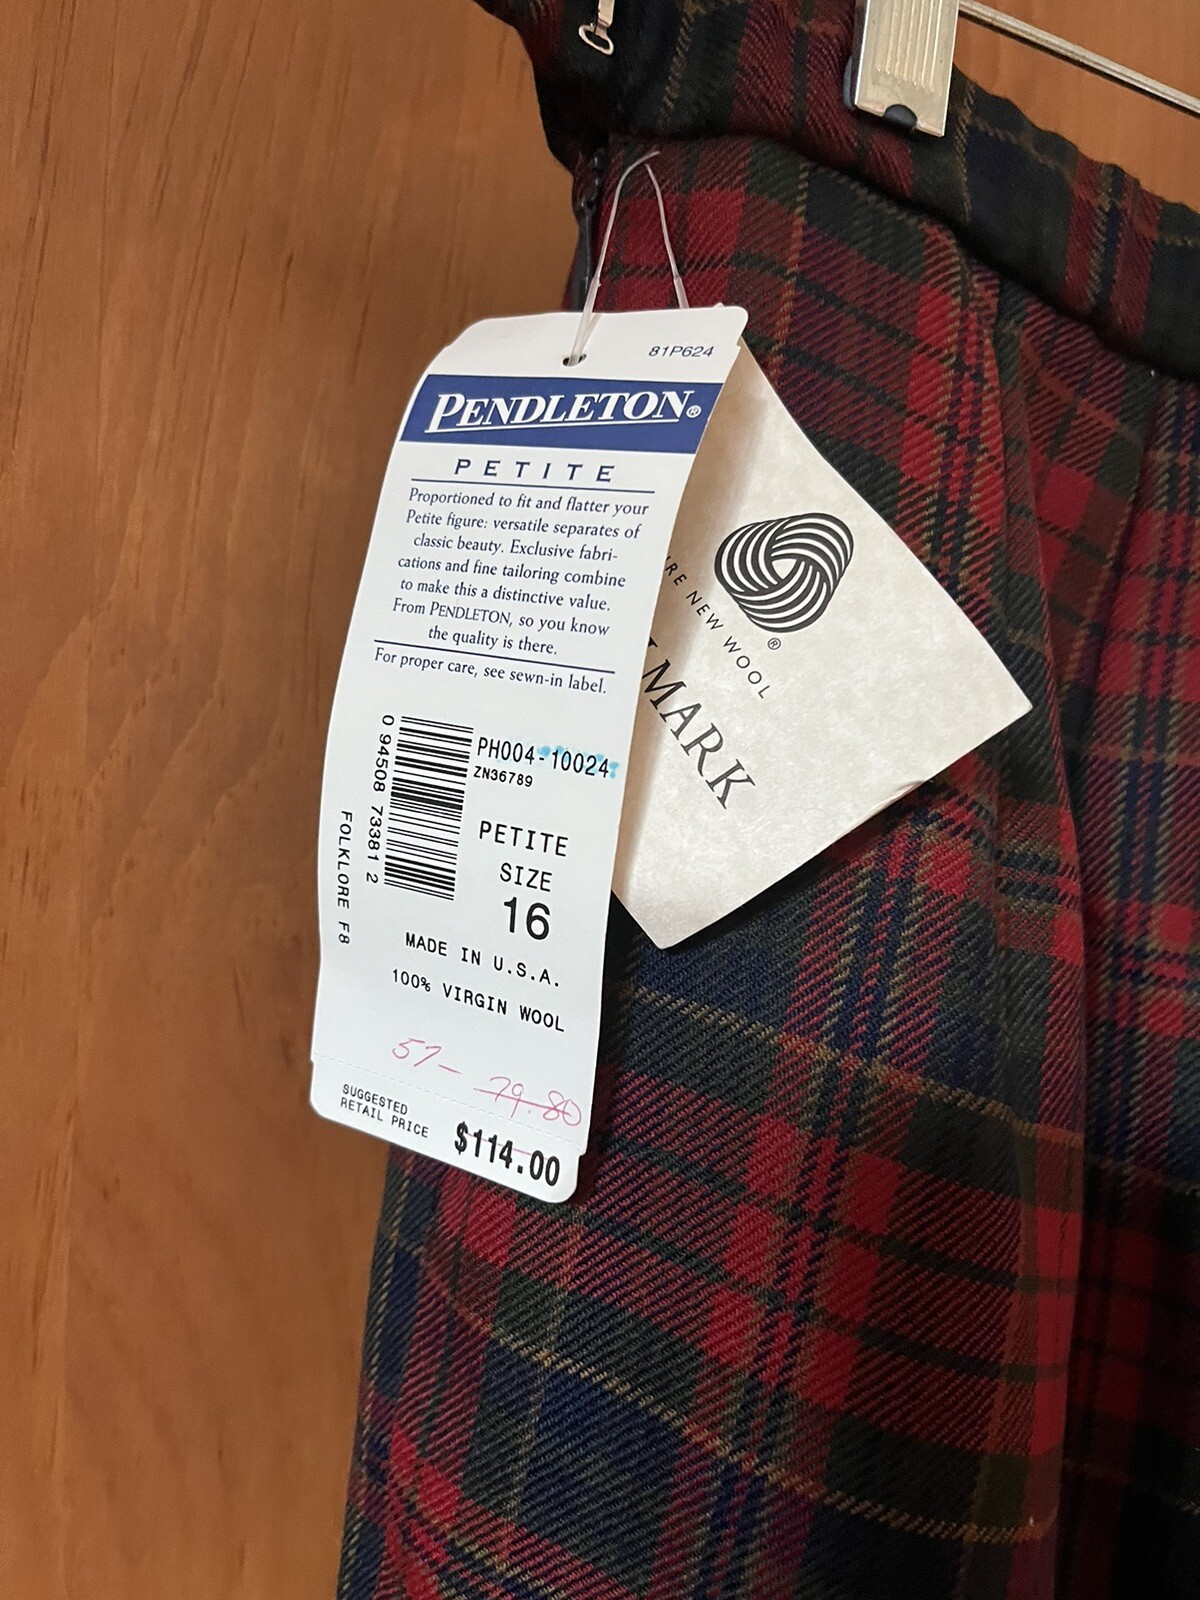 81P624
PENDLETON®
PETITE
Proportioned to fit and flatter your
Petite figure: versatile separates of
classic beauty. Exclusive fabri-
cations and fine tailoring combine
to make this a distinctive value.
From PENDLETON, so you know
the quality is there.
For proper care, see sewn-in label.
0 94508 73381 2
FOLKLORE F8
PH004-10024
ZN36789
PETITE
SIZE
16
MADE IN U.S.A.
100% VIRGIN WOOL
57–
79.80
SUGGESTED
RETAIL PRICE
$114.00
®
NEW WOOL
MARK